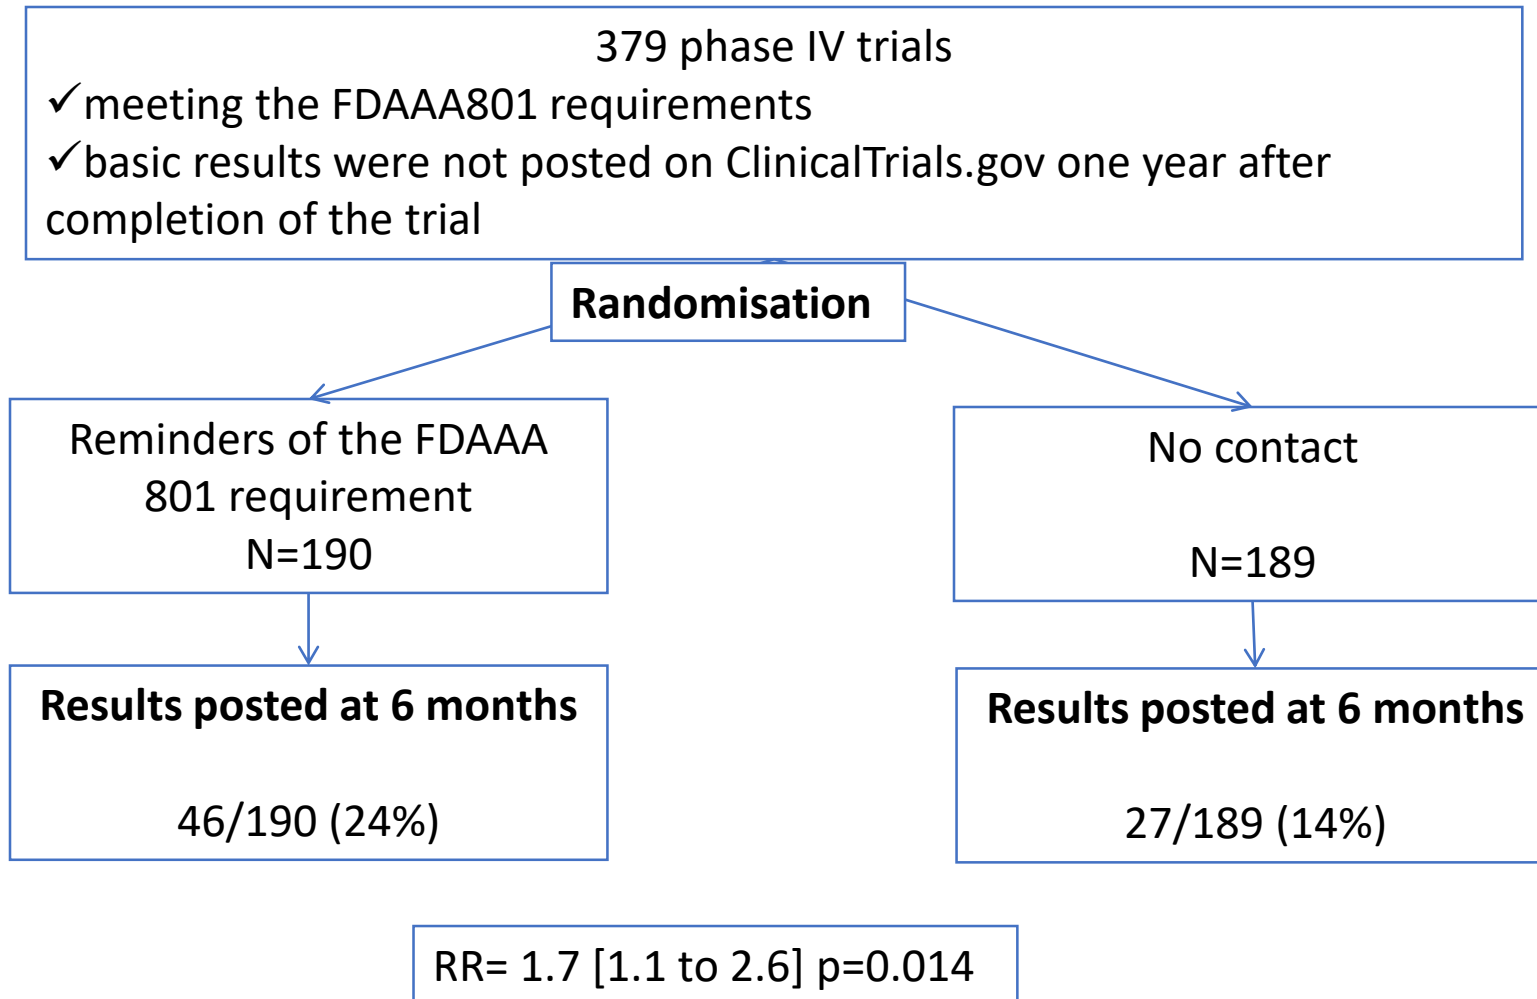 379 phase IV trials
✓meeting the FDAAA801 requirements
✓basic results were not posted on ClinicalTrials.gov one year after
completion of the trial
Randomisation
Reminders of the FDAAA
801 requirement
N=190
No contact
N=189
Results posted at 6 months
46/190 (24%)
Results posted at 6 months
27/189 (14%)
RR= 1.7 [1.1 to 2.6] p=0.014